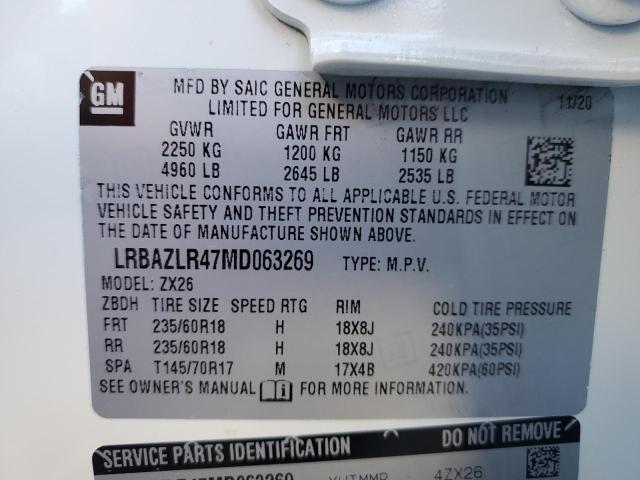 GM
MFD BY SAIC GENERAL MOTORS CORPORATION
LIMITED FOR GENERAL MOTORS LLC 11/20
GVWR GAWR FRT GAWR RR
2250 KG 1200 KG 1150 KG
4960 LB 2645 LB 2535 LB
THIS VEHICLE CONFORMS TO ALL APPLICABLE U.S. FEDERAL MOTOR
VEHICLE SAFETY AND THEFT PREVENTION STANDARDS IN EFFECT ON
THE DATE OF MANUFACTURE SHOWN ABOVE.
LRBAZLR47MD063269 TYPE: M.P.V.
MODEL: ZX26
ZBDH TIRE SIZE SPEED RTG RIM COLD TIRE PRESSURE
FRT 235/60R18 H 18X8J 240KPA(35PSI)
RR 235/60R18 H 18X8J 240KPA(35PSI)
SPA T145/70R17 M 17X4B 420KPA(60PSI)
SEE OWNER'S MANUAL i FOR MORE INFORMATION.
SERVICE PARTS IDENTIFICATION DO NOT REMOVE
4ZX26